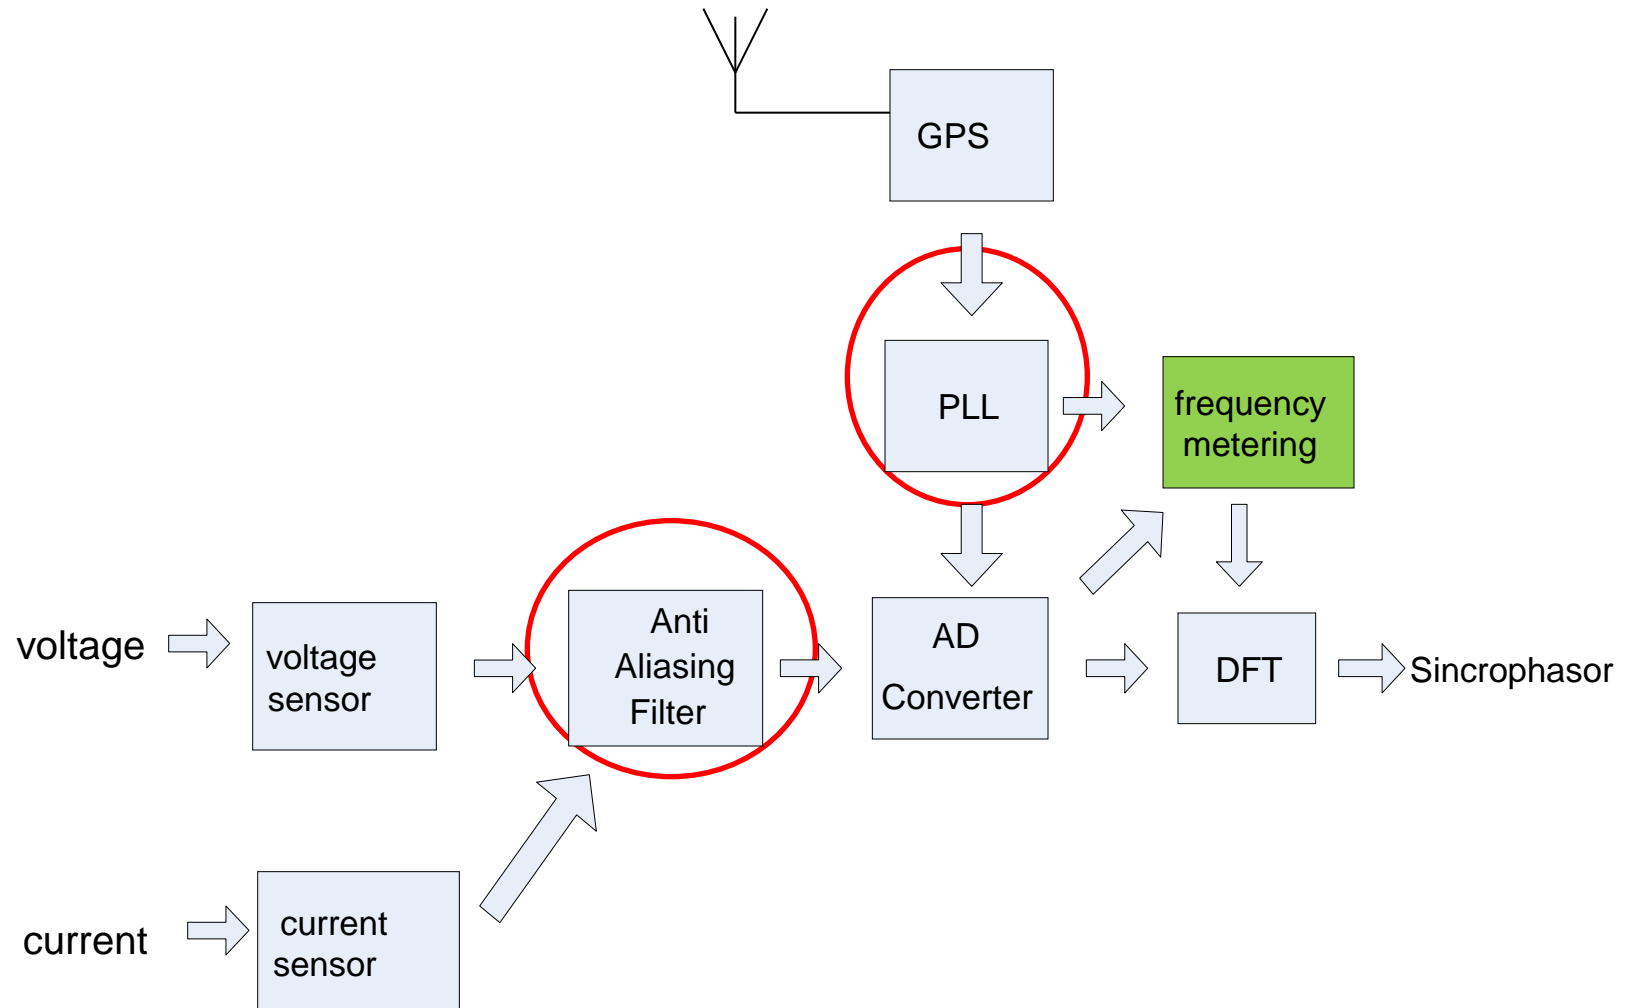 GPS
PLL
frequency
metering
Anti
Aliasing
Filter
AD
Converter
voltage
voltage
sensor
DFT
Sincrophasor
current
current
sensor